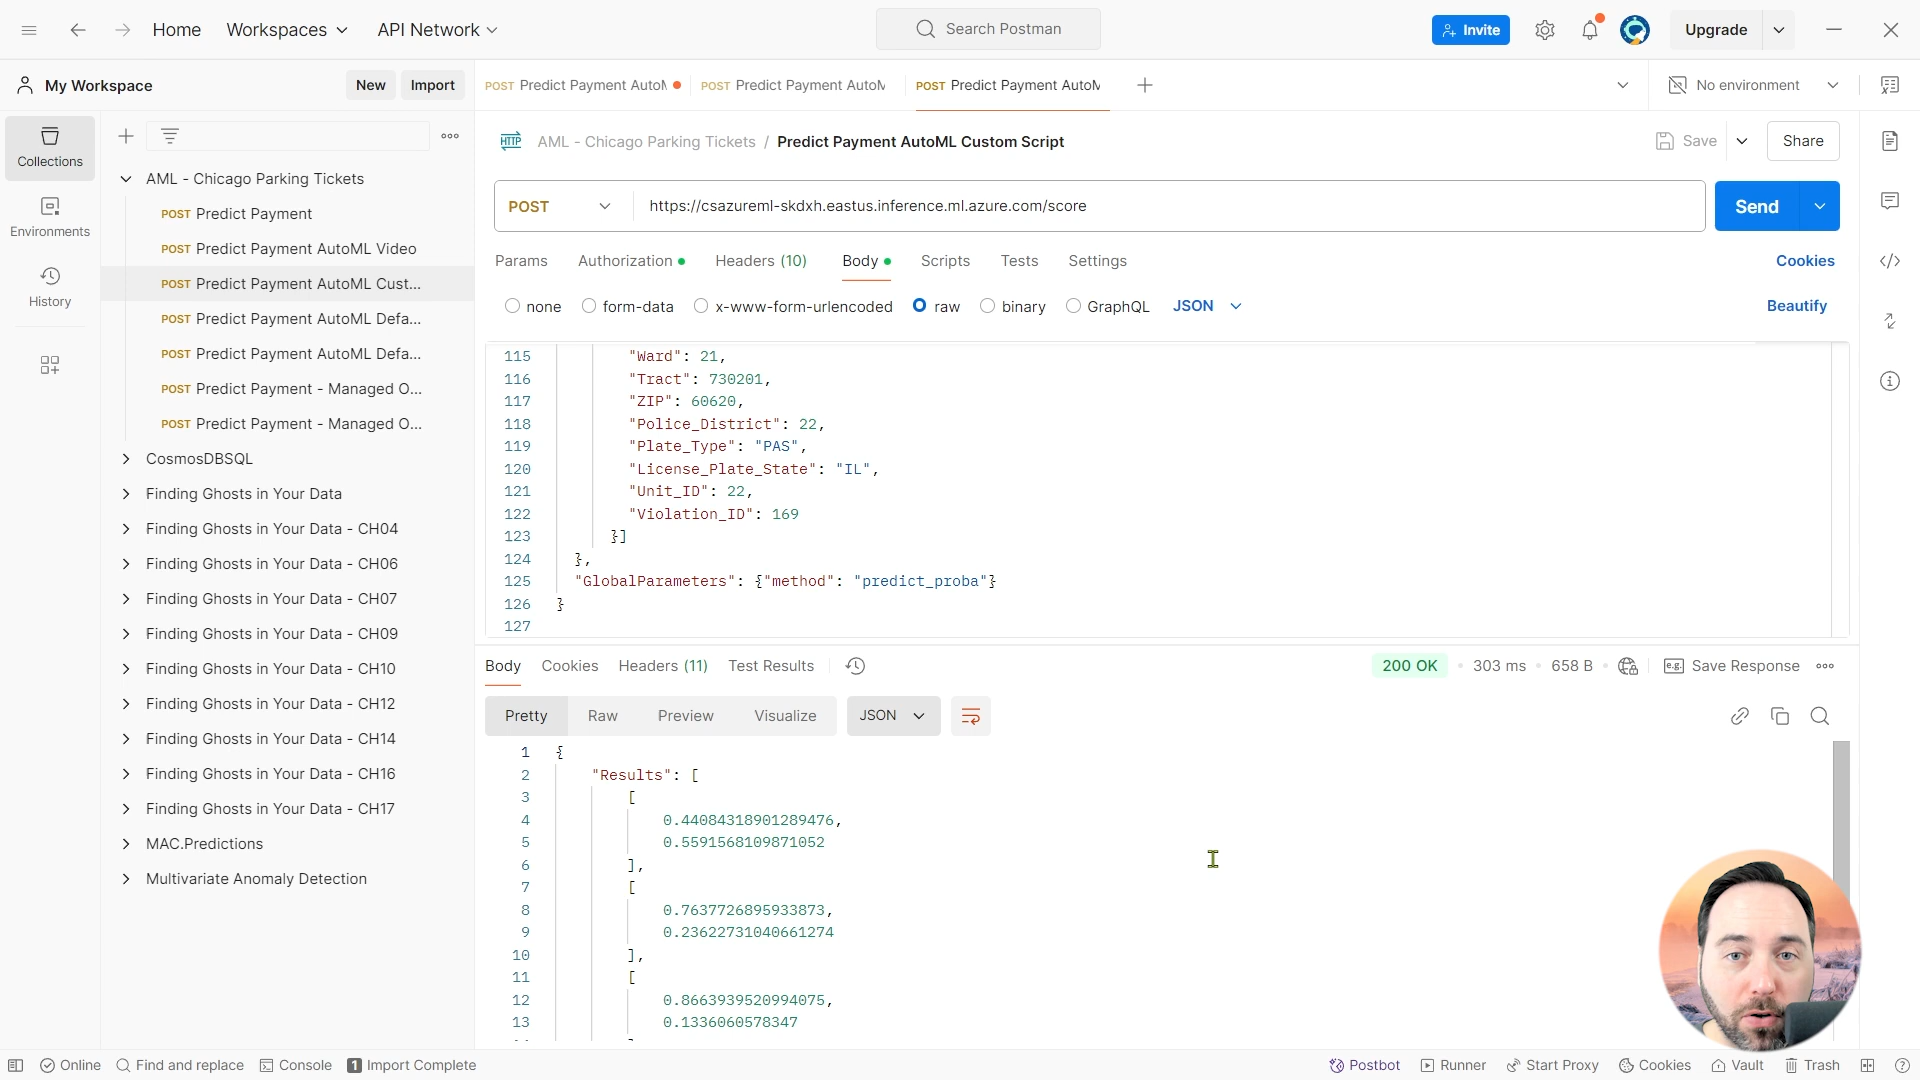 Home
Workspaces
API Network
Search Postman
Invite
Upgrade
My Workspace
New
Import
POST Predict Payment AutoM
POST Predict Payment AutoM
POST Predict Payment AutoM
No environment
Collections
Environments
History
AML - Chicago Parking Tickets
POST Predict Payment
POST Predict Payment AutoML Video
POST Predict Payment AutoML Cust...
POST Predict Payment AutoML Defa...
POST Predict Payment AutoML Defa...
POST Predict Payment - Managed O...
POST Predict Payment - Managed O...
CosmosDBSQL
Finding Ghosts in Your Data
Finding Ghosts in Your Data - CH04
Finding Ghosts in Your Data - CH06
Finding Ghosts in Your Data - CH07
Finding Ghosts in Your Data - CH09
Finding Ghosts in Your Data - CH10
Finding Ghosts in Your Data - CH12
Finding Ghosts in Your Data - CH14
Finding Ghosts in Your Data - CH16
Finding Ghosts in Your Data - CH17
MAC.Predictions
Multivariate Anomaly Detection
HTTP AML - Chicago Parking Tickets / Predict Payment AutoML Custom Script
Save
Share
POST
https://csazureml-skdxh.eastus.inference.ml.azure.com/score
Send
Params Authorization Headers (10) Body Scripts Tests Settings
Cookies
none form-data x-www-form-urlencoded raw binary GraphQL JSON
Beautify
115 "Ward": 21,
116 "Tract": 730201,
117 "ZIP": 60620,
118 "Police_District": 22,
119 "Plate_Type": "PAS",
120 "License_Plate_State": "IL",
121 "Unit_ID": 22,
122 "Violation_ID": 169
123 }]
124 },
125 "GlobalParameters": {"method": "predict_proba"}
126 }
127
Body Cookies Headers (11) Test Results
200 OK • 303 ms • 658 B
e.g. Save Response
Pretty Raw Preview Visualize JSON
1 {
2 "Results": [
3 [
4 0.44084318901289476,
5 0.5591568109871052
6 ],
7 [
8 0.7637726895933873,
9 0.23622731040661274
10 ],
11 [
12 0.8663939520994075,
13 0.1336060578347
Online
Find and replace
Console
1 Import Complete
Postbot
Runner
Start Proxy
Cookies
Vault
Trash